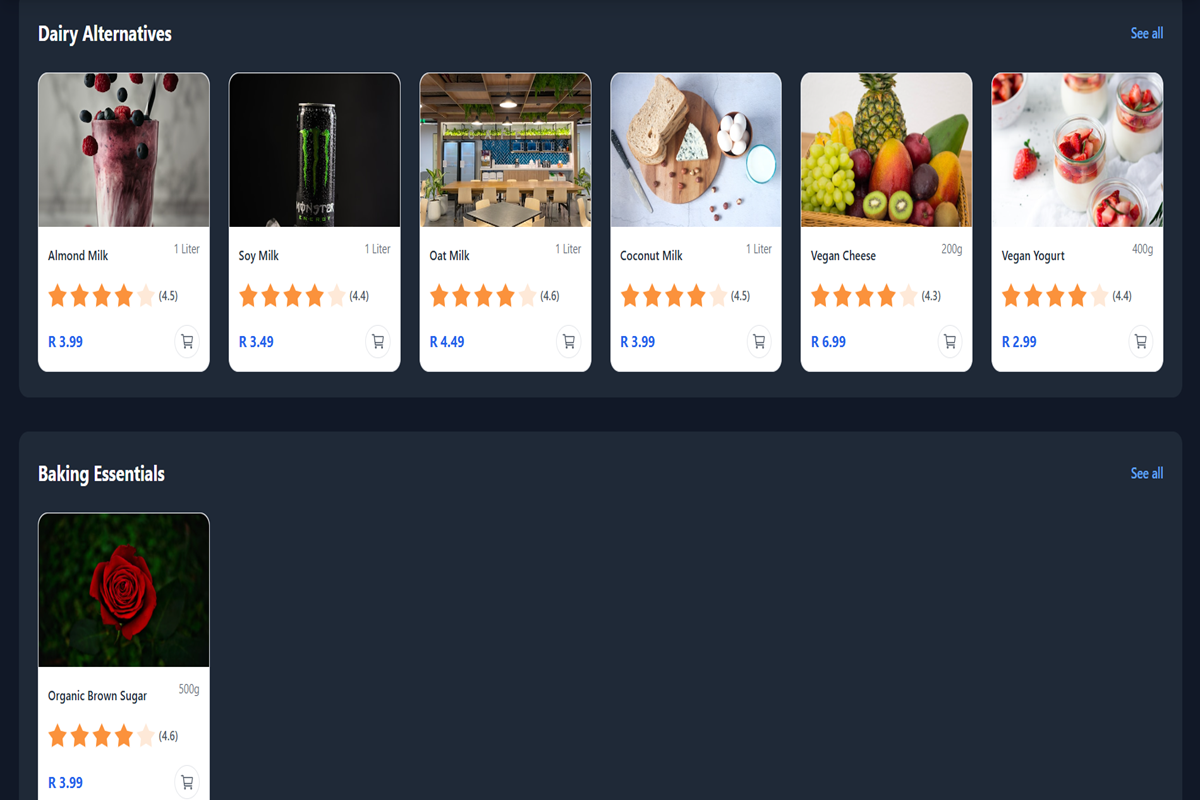 Dairy Alternatives
See all
MONSTER
ENERGY
Almond Milk 1 Liter
(4.5)
R 3.99
Soy Milk 1 Liter
(4.4)
R 3.49
Oat Milk 1 Liter
(4.6)
R 4.49
Coconut Milk 1 Liter
(4.5)
R 3.99
Vegan Cheese 200g
(4.3)
R 6.99
Vegan Yogurt 400g
(4.4)
R 2.99
Baking Essentials
See all
Organic Brown Sugar 500g
(4.6)
R 3.99